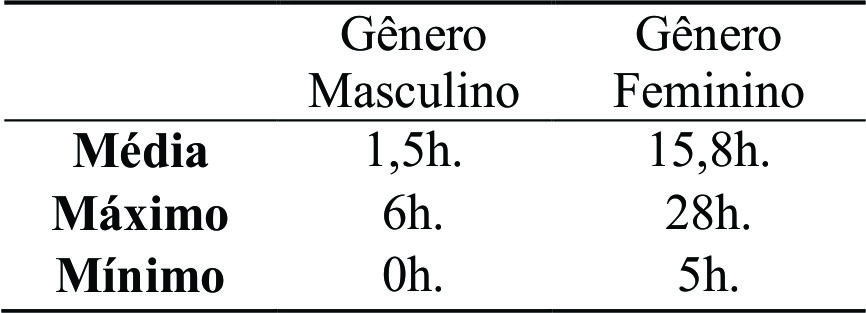 Gênero Gênero
Masculino Feminino
Média 1,5h. 15,8h.
Máximo 6h. 28h.
Mínimo 0h. 5h.